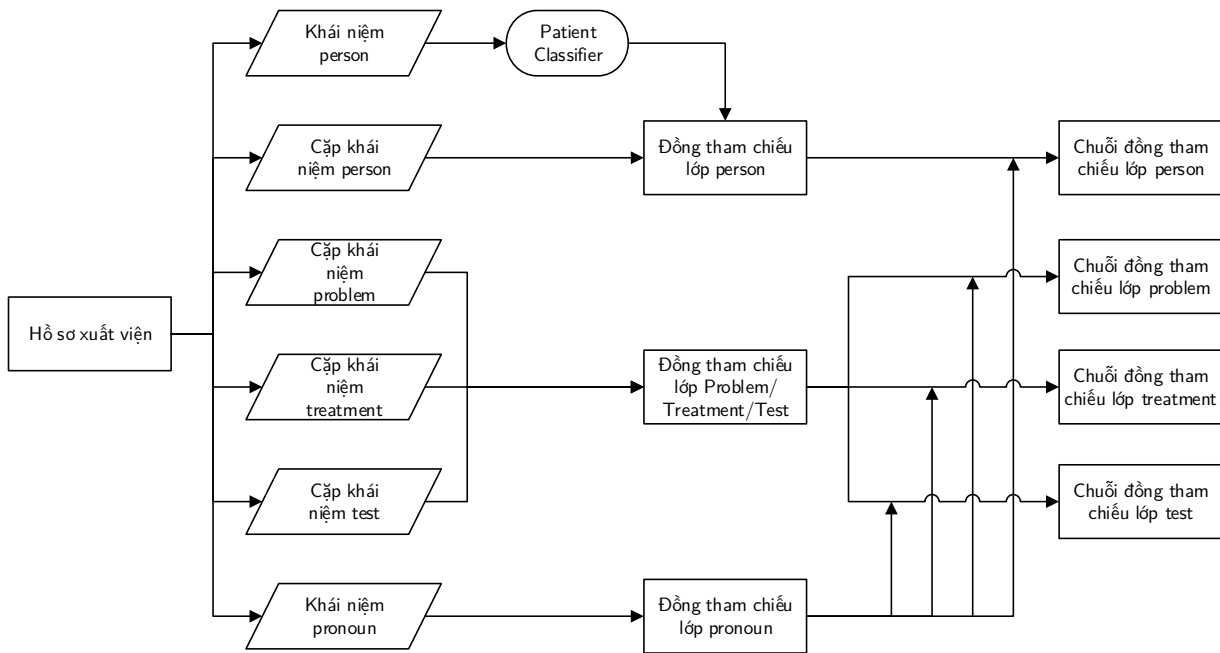 Khái niệm
person
Patient
Classifier
Cặp khái
niệm person
Đồng tham chiếu
lớp person
Chuỗi đồng tham
chiếu lớp person
Cặp khái
niệm
problem
Chuỗi đồng tham
chiếu lớp problem
Hồ sơ xuất viện
Cặp khái
niệm
treatment
Đồng tham chiếu
lớp Problem/
Treatment/Test
Chuỗi đồng tham
chiếu lớp treatment
Cặp khái
niệm test
Chuỗi đồng tham
chiếu lớp test
Khái niệm
pronoun
Đồng tham chiếu
lớp pronoun